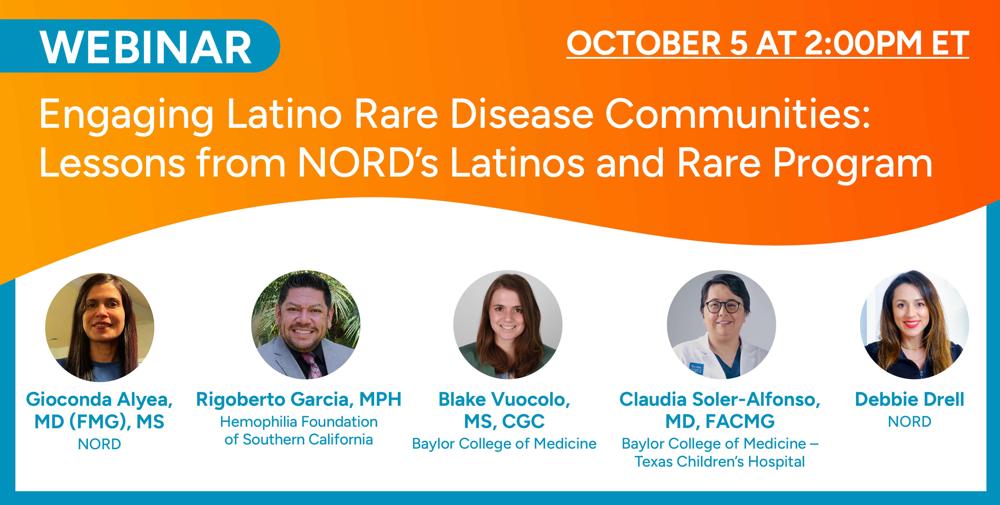 WEBINAR
OCTOBER 5 AT 2:00PM ET
Engaging Latino Rare Disease Communities:
Lessons from NORD’s Latinos and Rare Program
Gioconda Alyea,
MD (FMG), MS
NORD
Rigoberto Garcia, MPH
Hemophilia Foundation
of Southern California
Blake Vuocolo,
MS, CGC
Baylor College of Medicine
Baylor
Claudia Soler-Alfonso,
MD, FACMG
Baylor College of Medicine –
Texas Children’s Hospital
Debbie Drell
NORD